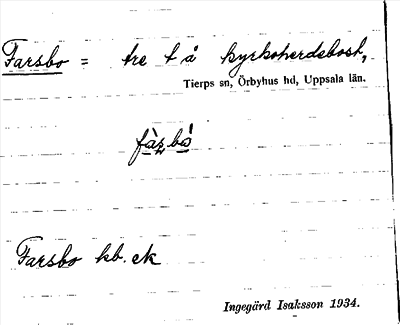 Farsbo = tre t å kyrkoherdebost,
Tierps sn, Örbyhus hd, Uppsala län.
Farsbo kb. ek
Ingegärd Isaksson 1934.